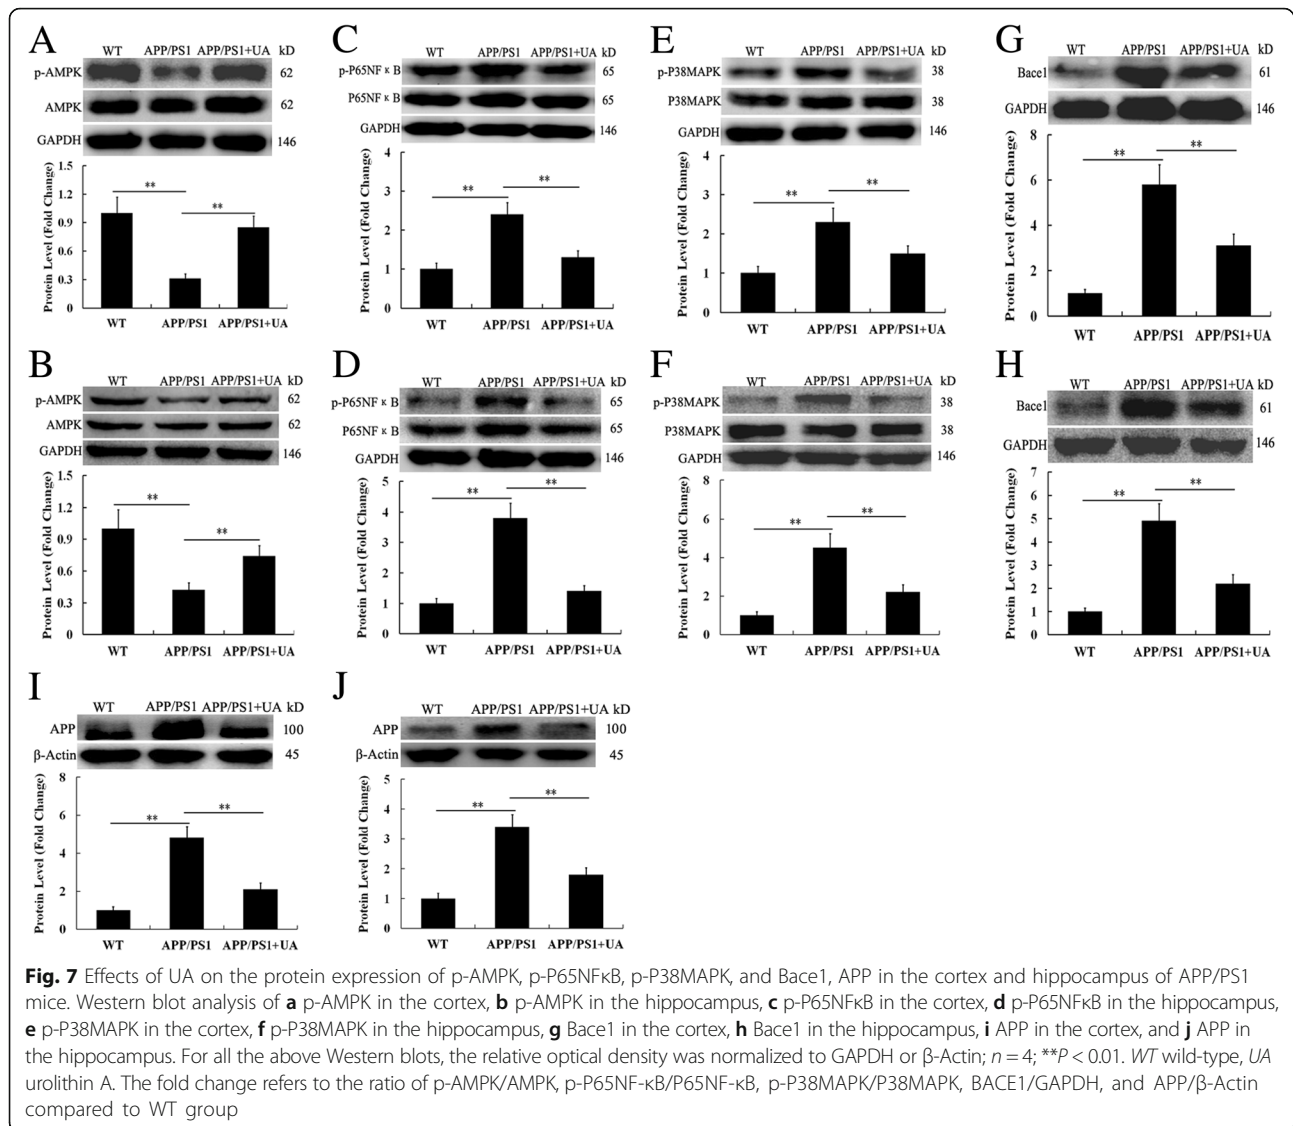 A
WT APP/PS1 APP/PS1+UA kD
p-AMPK 62
AMPK 62
GAPDH 146
Protein Level (Fold Change)
1.5
1.2
0.9
0.6
0.3
0
** **
WT APP/PS1 APP/PS1+UA
C
WT APP/PS1 APP/PS1+UA kD
p-P65NF κ B 65
P65NF κ B 65
GAPDH 146
Protein Level (Fold Change)
4
3
2
1
0
** **
WT APP/PS1 APP/PS1+UA
E
WT APP/PS1 APP/PS1+UA kD
p-P38MAPK 38
P38MAPK 38
GAPDH 146
Protein Level (Fold Change)
4
3
2
1
0
** **
WT APP/PS1 APP/PS1+UA
G
WT APP/PS1 APP/PS1+UA kD
Bace1 61
GAPDH 146
Protein Level (Fold Change)
8
6
4
2
0
** **
WT APP/PS1 APP/PS1+UA
B
WT APP/PS1 APP/PS1+UA kD
p-AMPK 62
AMPK 62
GAPDH 146
Protein Level (Fold Change)
1.5
1.2
0.9
0.6
0.3
0
** **
WT APP/PS1 APP/PS1+UA
D
WT APP/PS1 APP/PS1+UA kD
p-P65NF κ B 65
P65NF κ B 65
GAPDH 146
Protein Level (Fold Change)
5
4
3
2
1
0
** **
WT APP/PS1 APP/PS1+UA
F
WT APP/PS1 APP/PS1+UA kD
p-P38MAPK 38
P38MAPK 38
GAPDH 146
Protein Level (Fold Change)
8
6
4
2
0
** **
WT APP/PS1 APP/PS1+UA
H
WT APP/PS1 APP/PS1+UA kD
Bace1 61
GAPDH 146
Protein Level (Fold Change)
7
6
5
4
3
2
1
0
** **
WT APP/PS1 APP/PS1+UA
I
WT APP/PS1 APP/PS1+UA kD
APP 100
β-Actin 45
Protein Level (Fold Change)
8
6
4
2
0
** **
WT APP/PS1 APP/PS1+UA
J
WT APP/PS1 APP/PS1+UA kD
APP 100
β-Actin 45
Protein Level (Fold Change)
5
4
3
2
1
0
** **
WT APP/PS1 APP/PS1+UA
Fig. 7 Effects of UA on the protein expression of p-AMPK, p-P65NFκB, p-P38MAPK, and Bace1, APP in the cortex and hippocampus of APP/PS1
mice. Western blot analysis of a p-AMPK in the cortex, b p-AMPK in the hippocampus, c p-P65NFκB in the cortex, d p-P65NFκB in the hippocampus,
e p-P38MAPK in the cortex, f p-P38MAPK in the hippocampus, g Bace1 in the cortex, h Bace1 in the hippocampus, i APP in the cortex, and j APP in
the hippocampus. For all the above Western blots, the relative optical density was normalized to GAPDH or β-Actin; n = 4; **P < 0.01. WT wild-type, UA
urolithin A. The fold change refers to the ratio of p-AMPK/AMPK, p-P65NF-κB/P65NF-κB, p-P38MAPK/P38MAPK, BACE1/GAPDH, and APP/β-Actin
compared to WT group